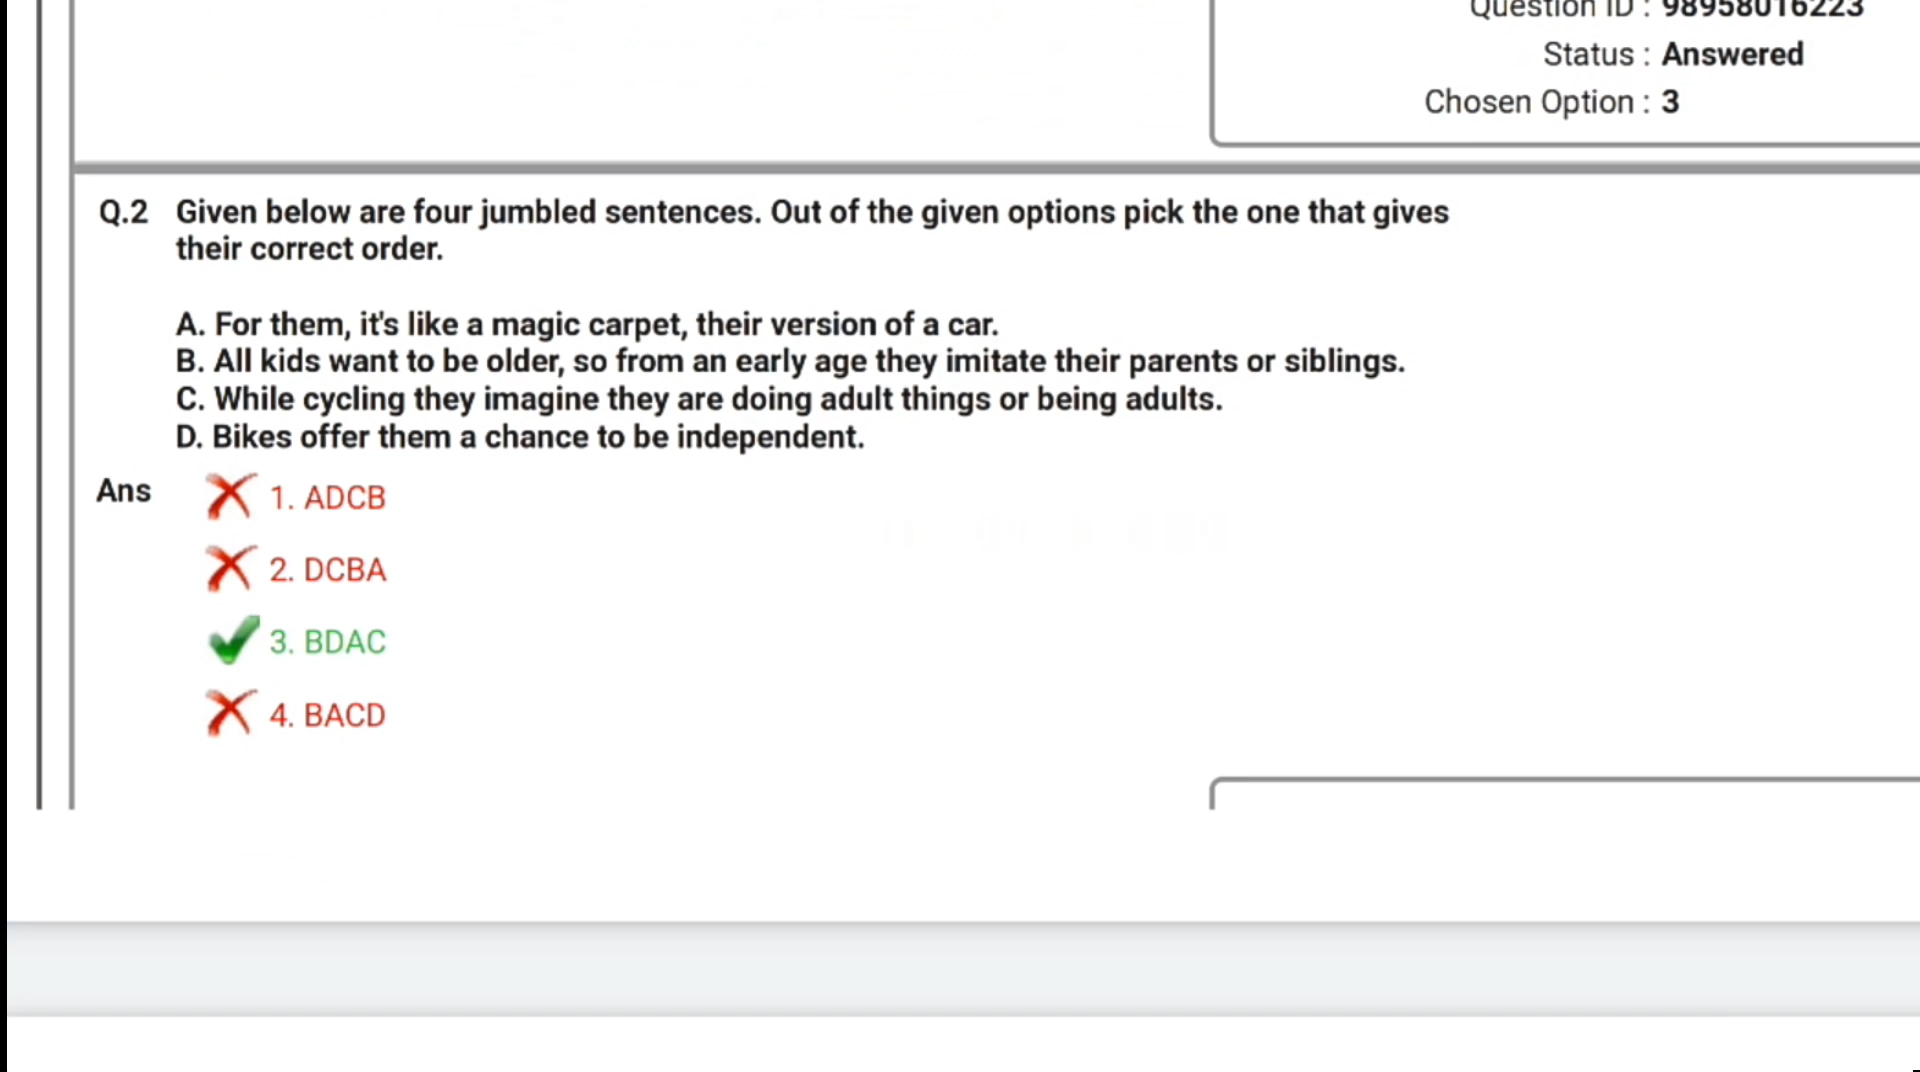 Question ID : 98958016223
Status : Answered
Chosen Option : 3
Q.2 Given below are four jumbled sentences. Out of the given options pick the one that gives
their correct order.
A. For them, it's like a magic carpet, their version of a car.
B. All kids want to be older, so from an early age they imitate their parents or siblings.
C. While cycling they imagine they are doing adult things or being adults.
D. Bikes offer them a chance to be independent.
Ans 1. ADCB
2. DCBA
3. BDAC
4. BACD